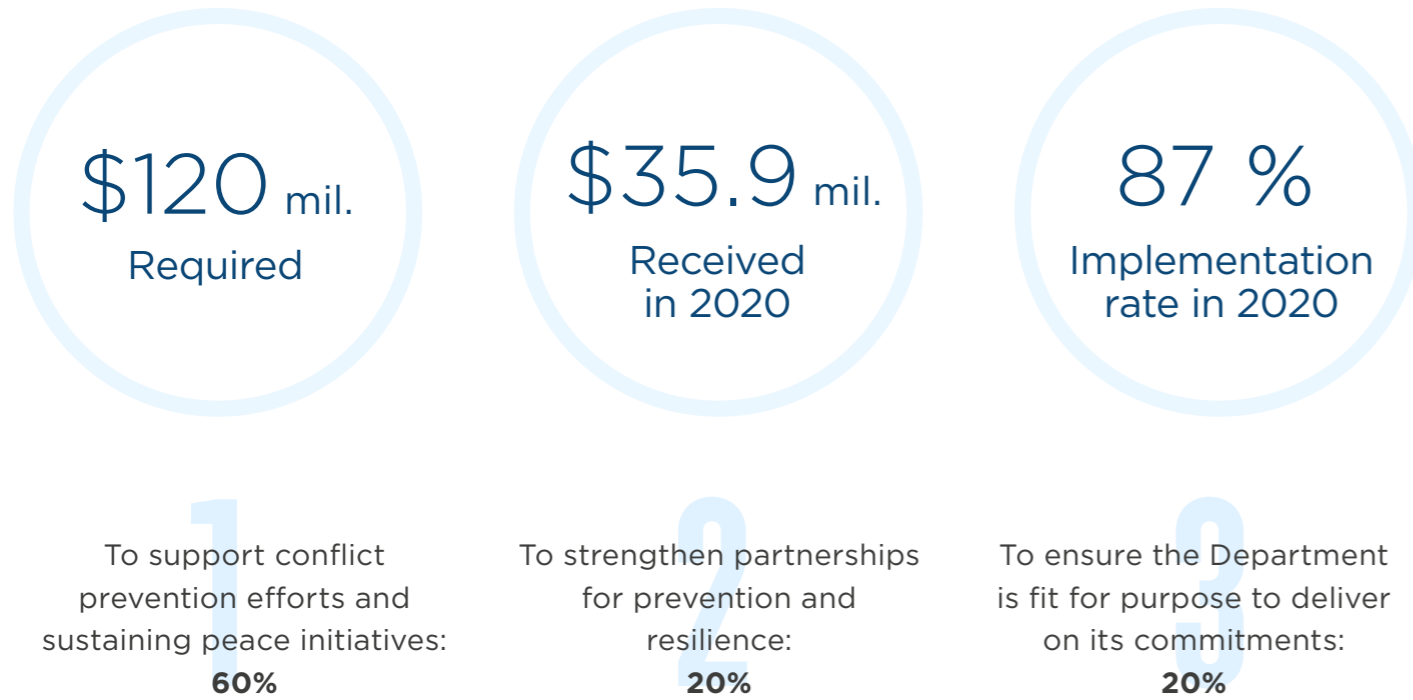 $120 mil.
Required
$35.9 mil.
Received
in 2020
87 %
Implementation
rate in 2020
1
To support conflict
prevention efforts and
sustaining peace initiatives:
60%
2
To strengthen partnerships
for prevention and
resilience:
20%
3
To ensure the Department
is fit for purpose to deliver
on its commitments:
20%